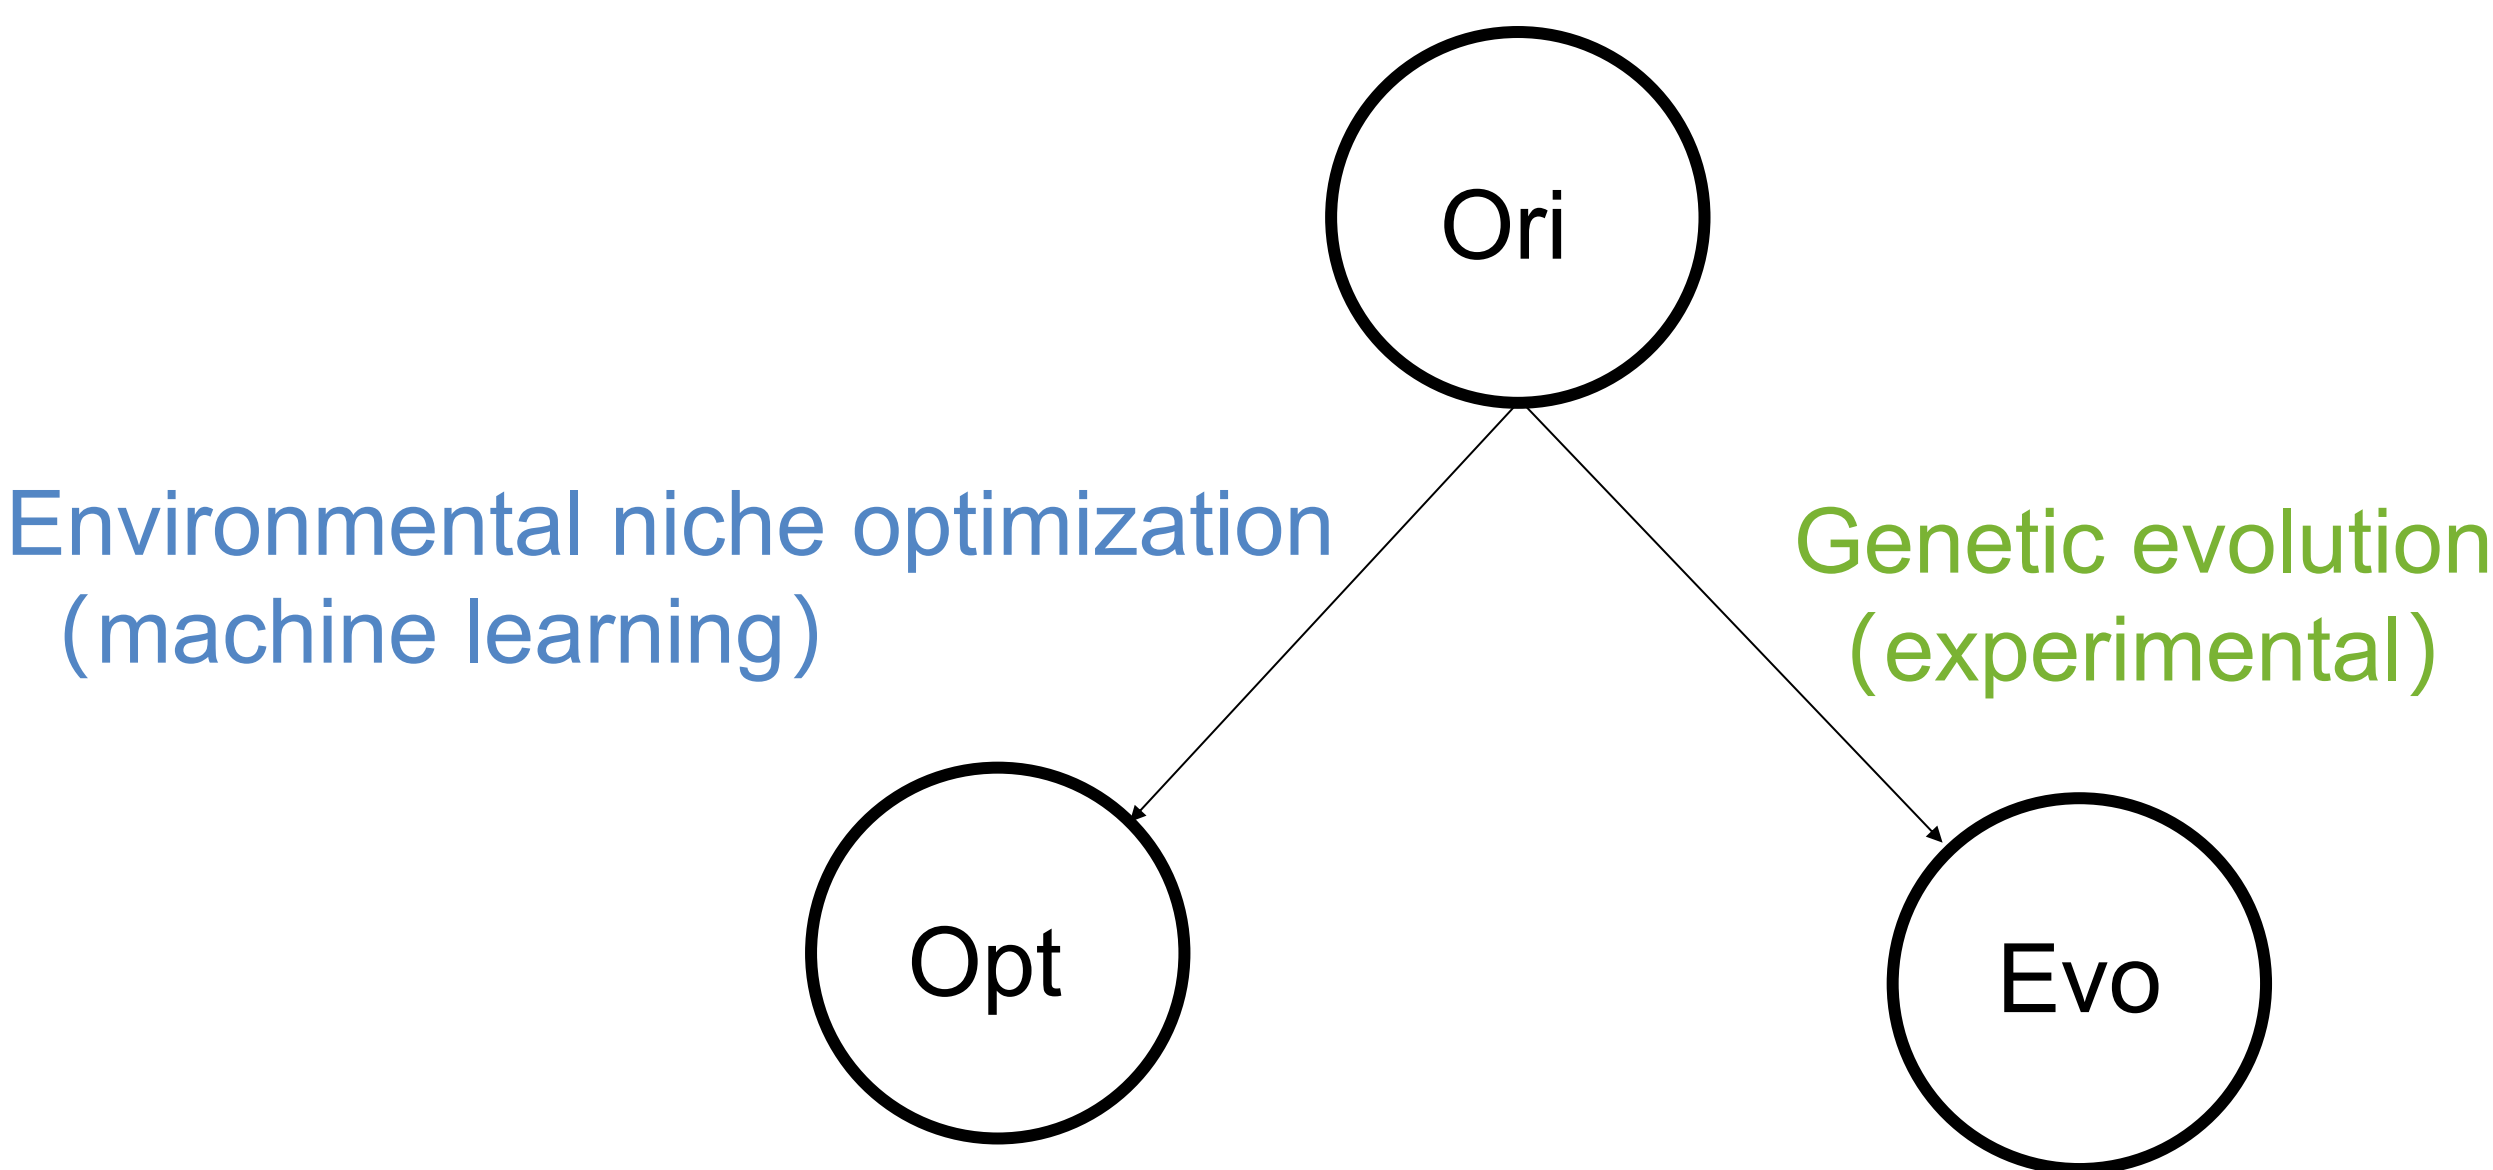 Ori
Environmental niche optimization
(machine learning)
Genetic evolution
(experimental)
Opt
Evo